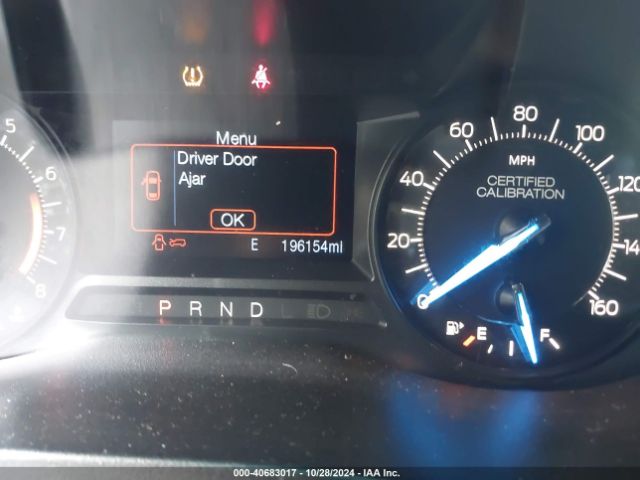 Menu
Driver Door
Ajar
OK
E 196154mi
P R N D L
5
6
7
8
0
20
40
60
80
100
120
160
MPH
CERTIFIED
CALIBRATION
E F
000-40683017 - 10/28/2024 - IAA Inc.